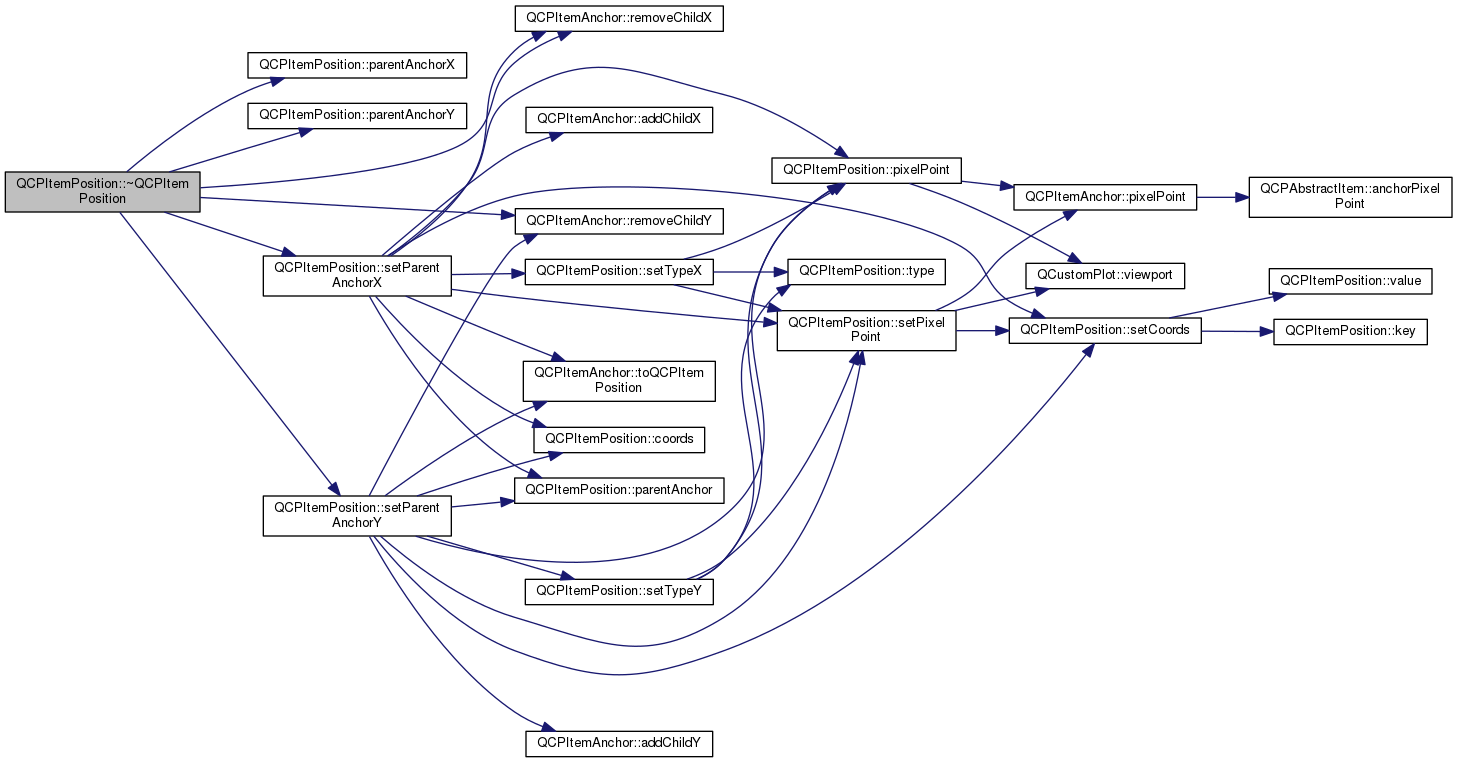 QCPItemPosition::~QCPItem
Position
QCPItemPosition::parentAnchorX
QCPItemPosition::parentAnchorY
QCPItemPosition::setParent
AnchorX
QCPItemPosition::setParent
AnchorY
QCPItemAnchor::removeChildX
QCPItemAnchor::addChildX
QCPItemAnchor::removeChildY
QCPItemPosition::setTypeX
QCPItemAnchor::toQCPItem
Position
QCPItemPosition::coords
QCPItemPosition::parentAnchor
QCPItemPosition::setTypeY
QCPItemAnchor::addChildY
QCPItemPosition::pixelPoint
QCPItemPosition::type
QCPItemPosition::setPixel
Point
QCPItemAnchor::pixelPoint
QCustomPlot::viewport
QCPItemPosition::setCoords
QCPAbstractItem::anchorPixel
Point
QCPItemPosition::value
QCPItemPosition::key